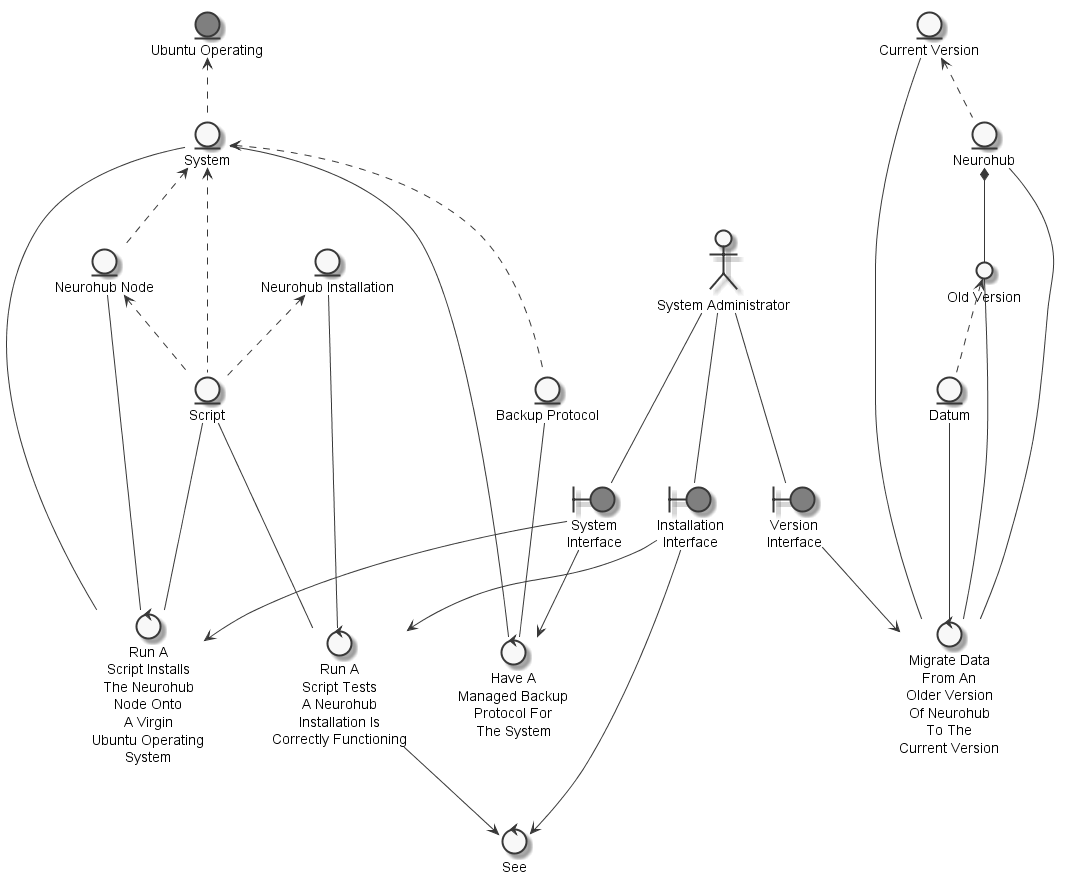 Ubuntu Operating
Current Version
System
Neurohub
Neurohub Node
Neurohub Installation
System Administrator
Old Version
Script
Backup Protocol
Datum
System
Interface
Installation
Interface
Version
Interface
Run A
Script Installs
The Neurohub
Node Onto
A Virgin
Ubuntu Operating
System
Run A
Script Tests
A Neurohub
Installation Is
Correctly Functioning
Have A
Managed Backup
Protocol For
The System
Migrate Data
From An
Older Version
Of Neurohub
To The
Current Version
See